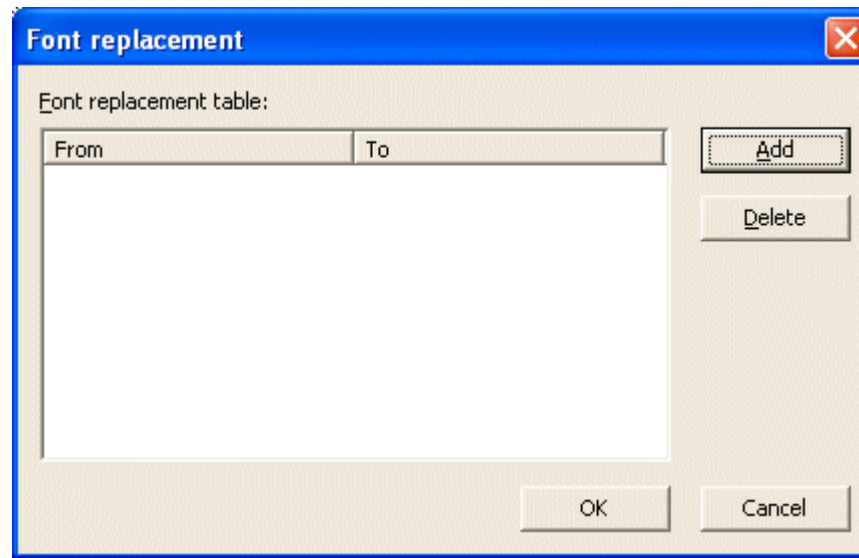 Font replacement
Font replacement table:
From To
Add
Delete
OK Cancel